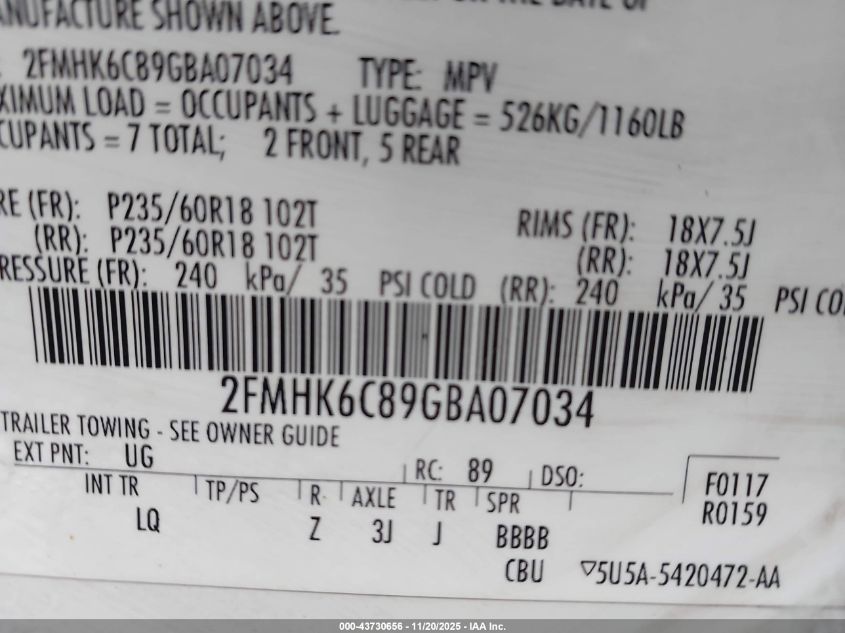 MANUFACTURE SHOWN ABOVE.
2FMHK6C89GBA07034 TYPE: MPV
XIMUM LOAD = OCCUPANTS + LUGGAGE = 526KG/1160LB
CUPANTS = 7 TOTAL; 2 FRONT, 5 REAR
RE (FR): P235/60R18 102T RIMS (FR): 18X7.5J
(RR): P235/60R18 102T (RR): 18X7.5J
RESSURE (FR): 240 kPa/ 35 PSI COLD (RR): 240 kPa/ 35 PSI CO
2FMHK6C89GBA07034
TRAILER TOWING - SEE OWNER GUIDE
EXT PNT: UG RC: 89 DSO:
INT TR TP/PS R AXLE TR SPR F0117
LQ Z 3J J BBBB R0159
CBU ▽5U5A-5420472-AA
000-43730656 - 11/20/2025 - IAA Inc.